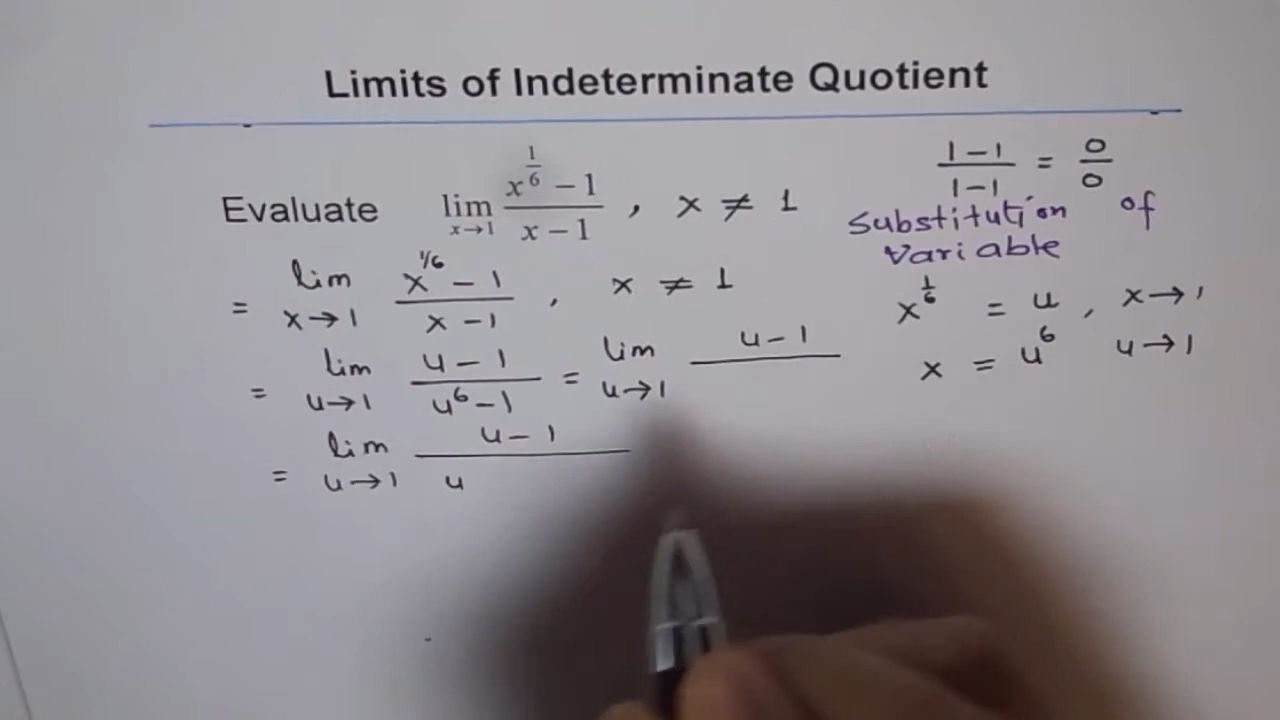 Limits of Indeterminate Quotient
Evaluate lim x→1 (x^(1/6) − 1)/(x − 1) , x ≠ 1
(1 − 1)/(1 − 1) = 0/0
Substitution of
Variable
= lim x→1 (x^(1/6) − 1)/(x − 1) , x ≠ 1
x^(1/6) = u , x→1
x = u^6 u→1
= lim u→1 (u − 1)/(u^6 − 1) = lim u→1 u − 1
= lim u→1 (u − 1)/u